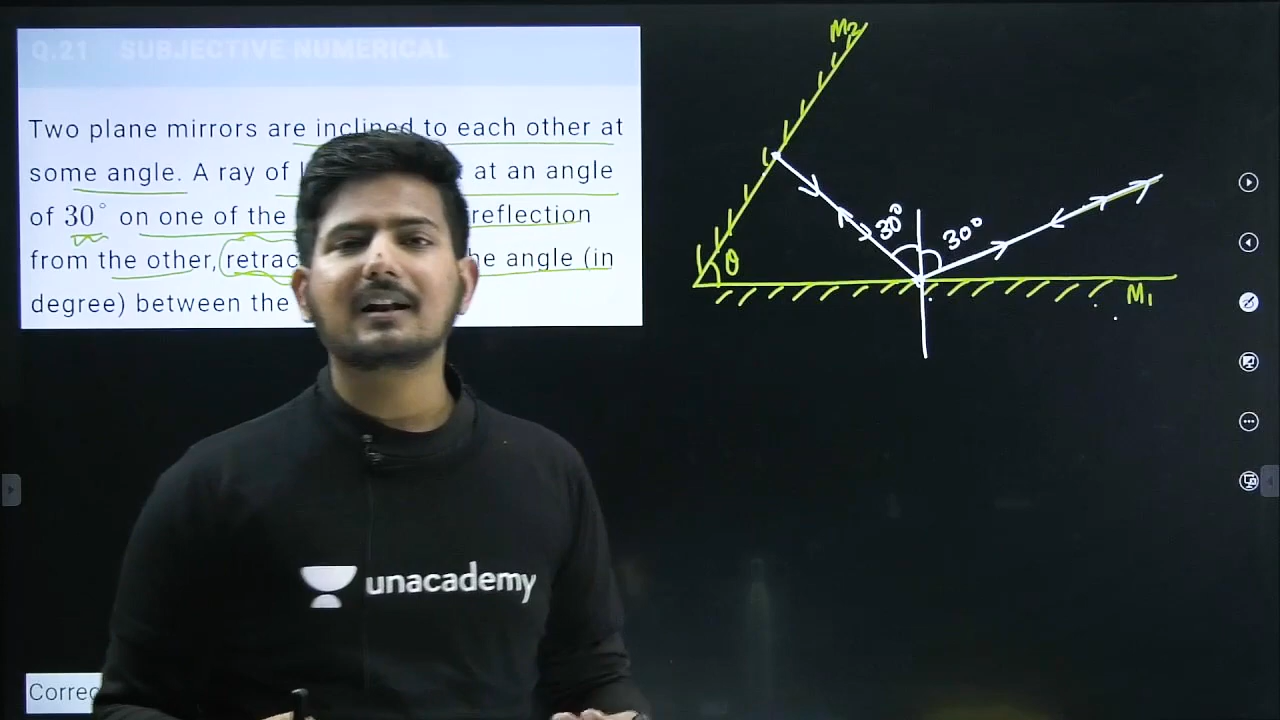 Q.21 SUBJECTIVE NUMERICAL
Two plane mirrors are inclined to each other at
some angle. A ray of at an angle
of 30° on one of the reflection
from the other, retrac he angle (in
degree) between the
Correc
M2
θ
30°
30°
M1
unacademy